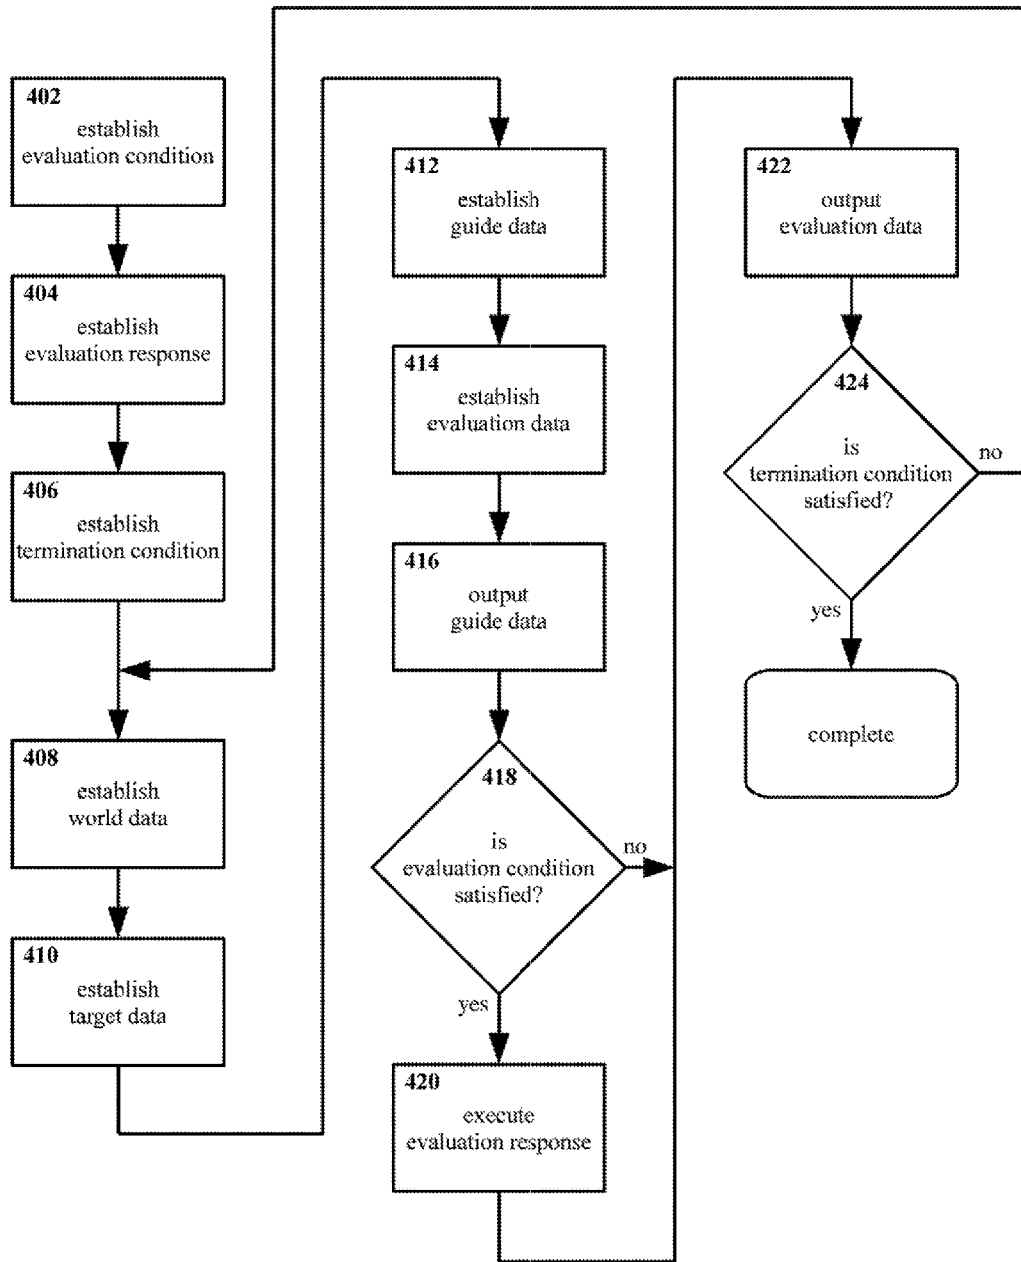 402
establish
evaluation condition
404
establish
evaluation response
406
establish
termination condition
408
establish
world data
410
establish
target data
412
establish
guide data
414
establish
evaluation data
416
output
guide data
418
is
evaluation condition
satisfied?
no
yes
420
execute
evaluation response
422
output
evaluation data
424
is
termination condition
satisfied?
no
yes
complete